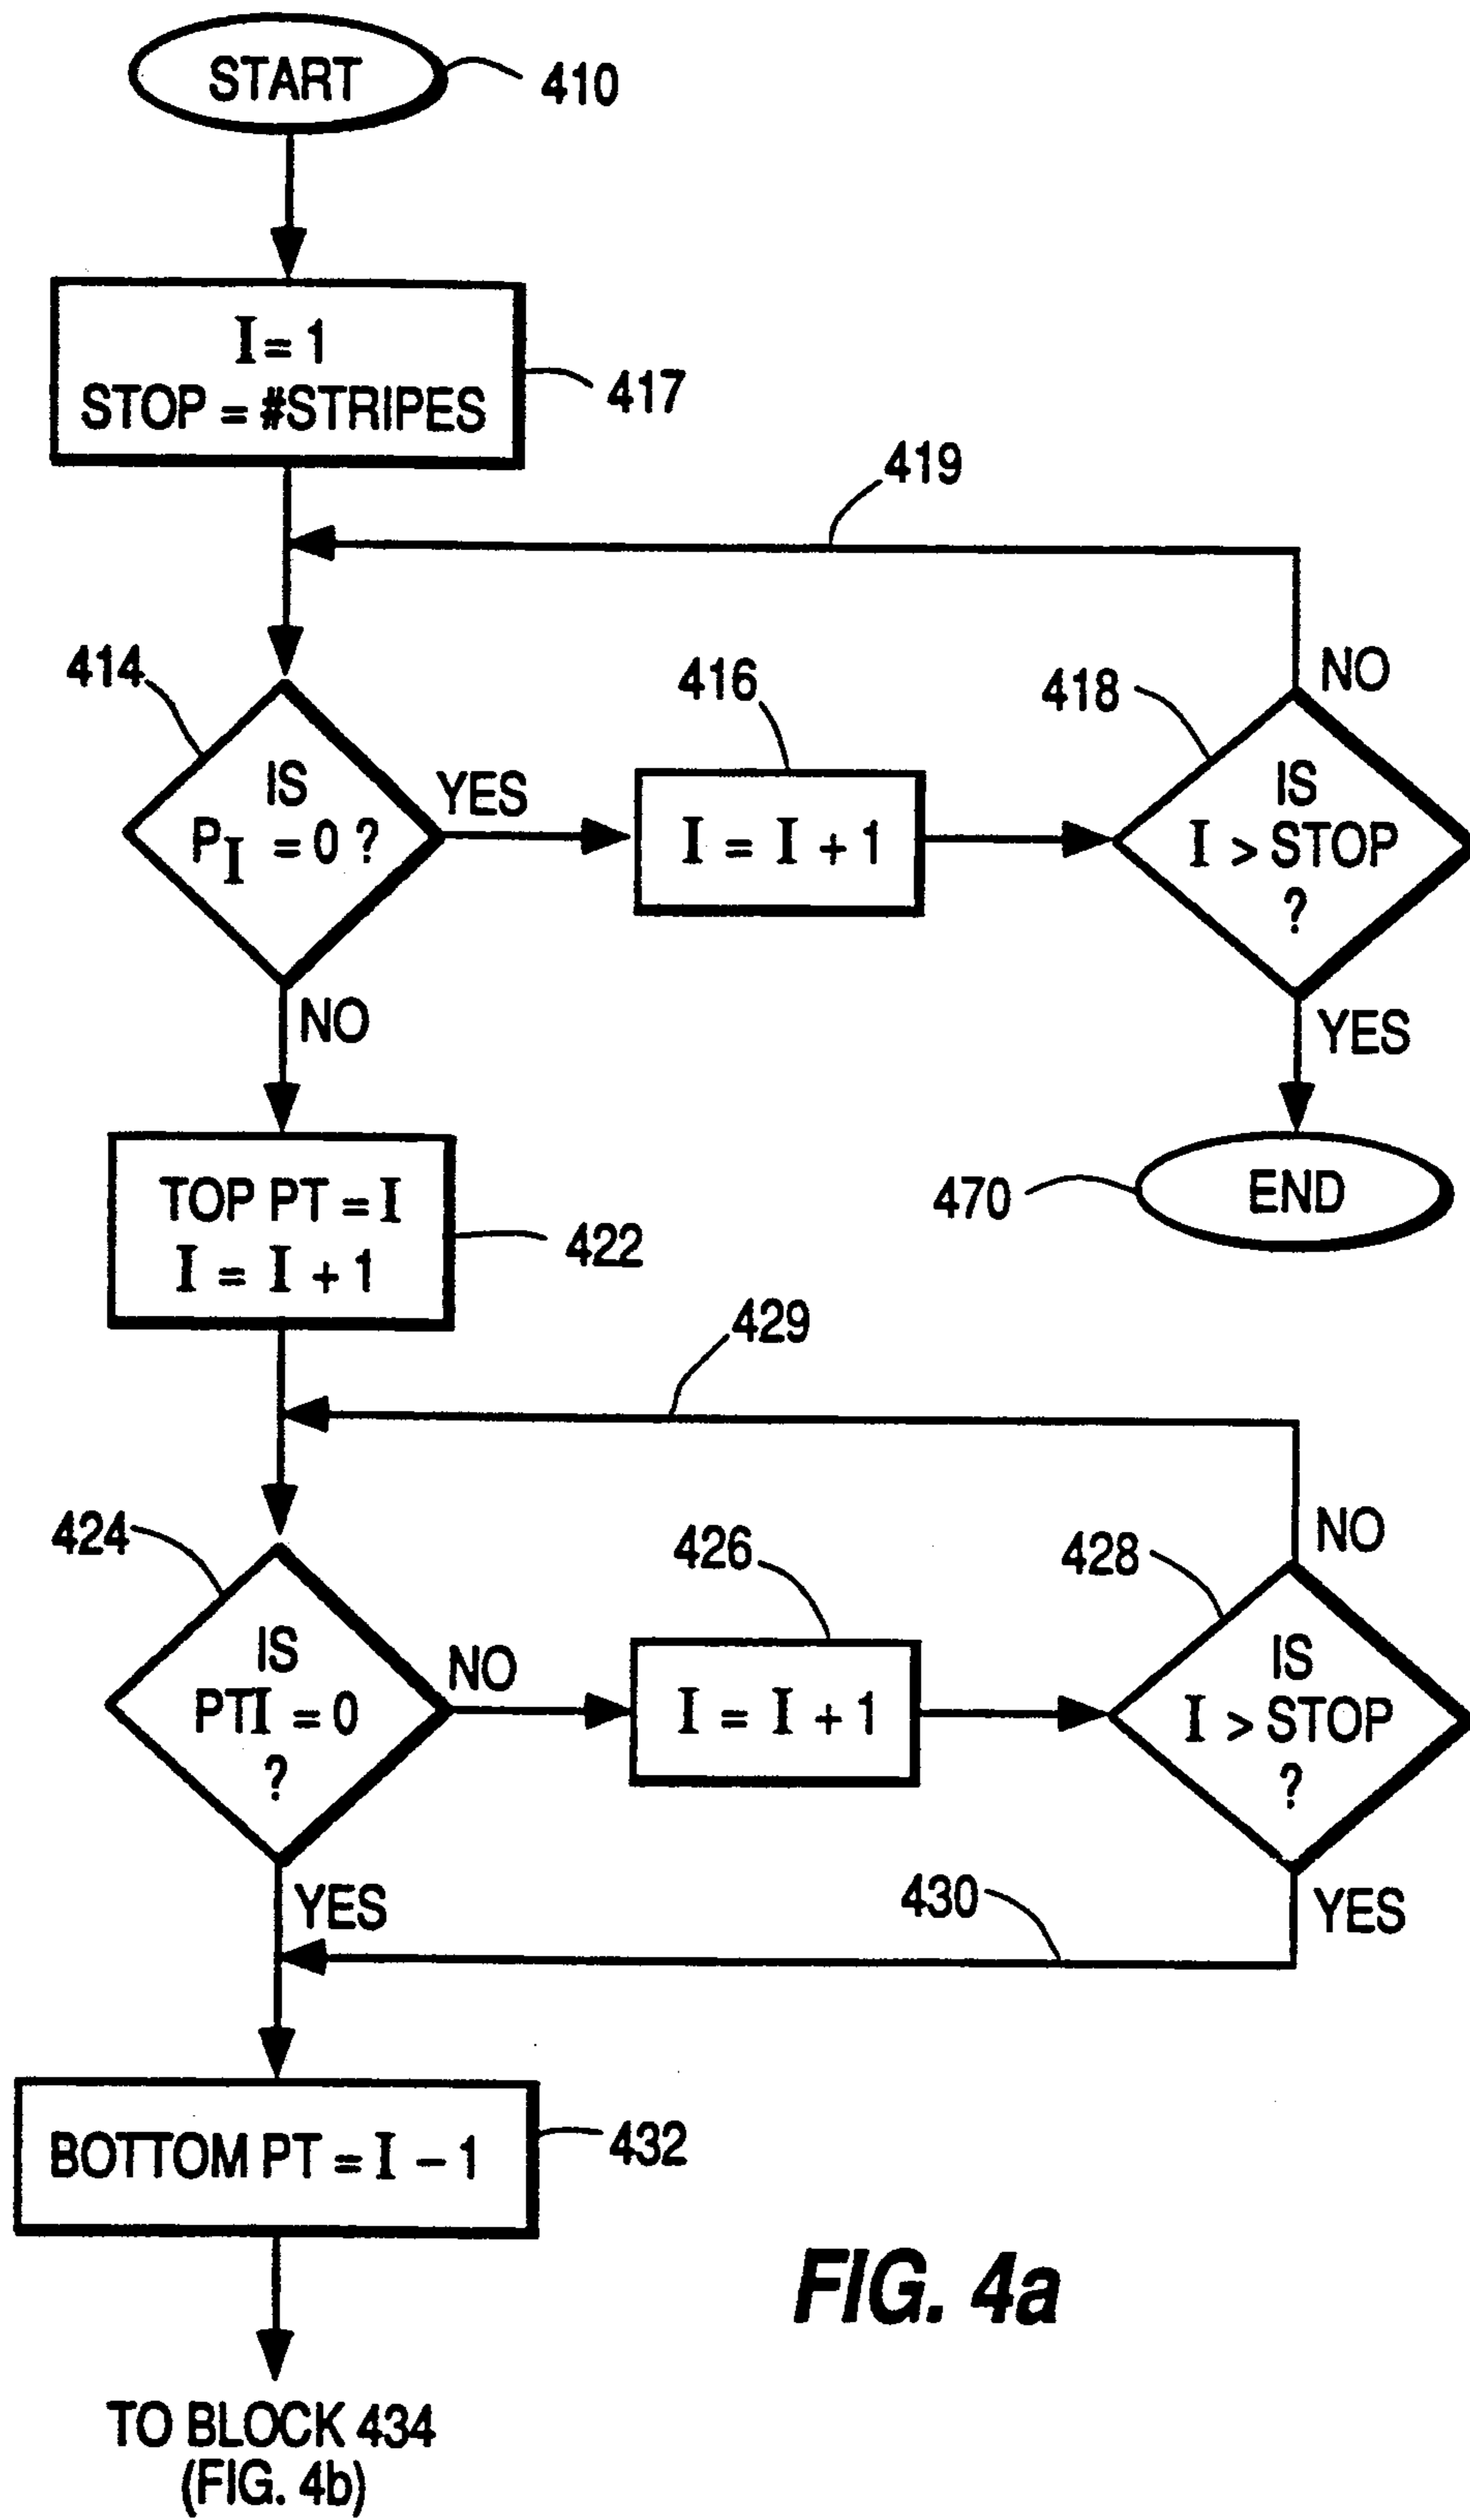 START
410
I = 1
STOP = #STRIPES
417
419
414
IS
PI = 0 ?
YES
416
I = I + 1
418
NO
IS
I > STOP
?
YES
NO
TOP PT = I
I = I + 1
422
470
END
429
424
IS
PTI = 0
?
NO
426
I = I + 1
428
NO
IS
I > STOP
?
YES
430
YES
BOTTOM PT = I - 1
432
FIG. 4a
TO BLOCK 434
(FIG. 4b)